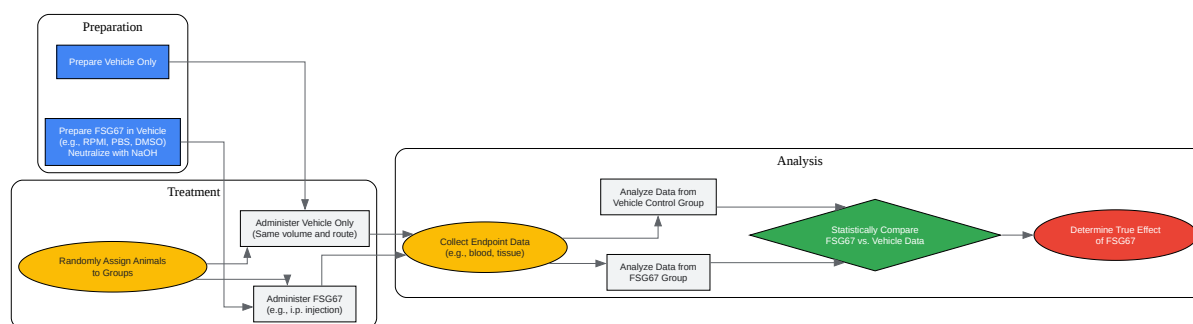 Preparation
Prepare Vehicle Only
Prepare FSG67 in Vehicle
(e.g., RPMI, PBS, DMSO)
Neutralize with NaOH
Treatment
Randomly Assign Animals
to Groups
Administer Vehicle Only
(Same volume and route)
Administer FSG67
(e.g., i.p. injection)
Analysis
Collect Endpoint Data
(e.g., blood, tissue)
Analyze Data from
Vehicle Control Group
Analyze Data from
FSG67 Group
Statistically Compare
FSG67 vs. Vehicle Data
Determine True Effect
of FSG67